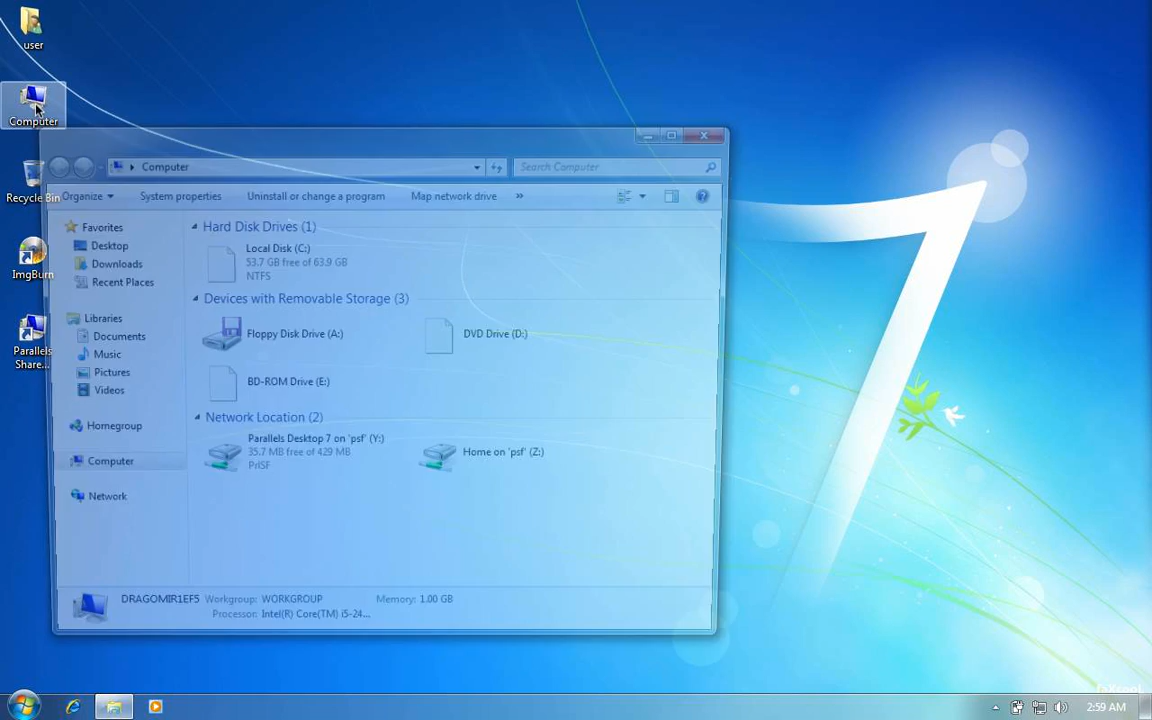 user
Computer
Recycle Bin
ImgBurn
Parallels
Share...
Computer
Search Computer
Organize
System properties
Uninstall or change a program
Map network drive
»
Favorites
Desktop
Downloads
Recent Places
Libraries
Documents
Music
Pictures
Videos
Homegroup
Computer
Network
Hard Disk Drives (1)
Local Disk (C:)
53.7 GB free of 63.9 GB
NTFS
Devices with Removable Storage (3)
Floppy Disk Drive (A:)
DVD Drive (D:)
BD-ROM Drive (E:)
Network Location (2)
Parallels Desktop 7 on 'psf' (Y:)
35.7 MB free of 429 MB
PrlSF
Home on 'psf' (Z:)
DRAGOMIR1EF5 Workgroup: WORKGROUP Memory: 1.00 GB
Processor: Intel(R) Core(TM) i5-24...
7
2:59 AM